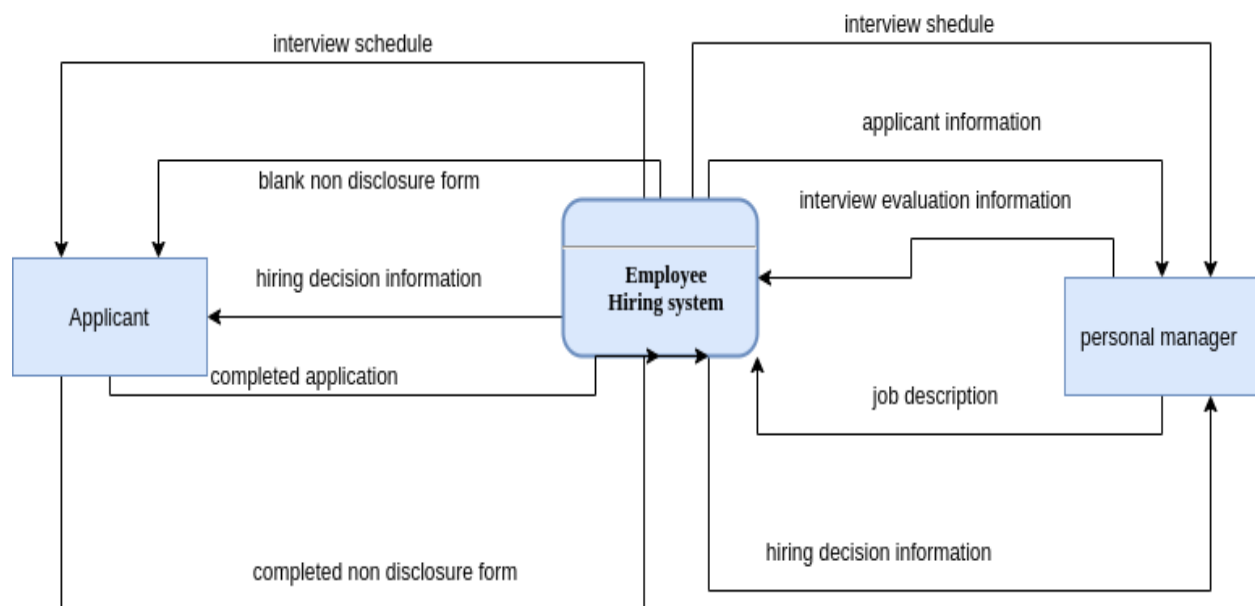 interview shedule
interview schedule
applicant information
blank non disclosure form
interview evaluation information
hiring decision information
Employee
Hiring system
Applicant
personal manager
completed application
job description
hiring decision information
completed non disclosure form